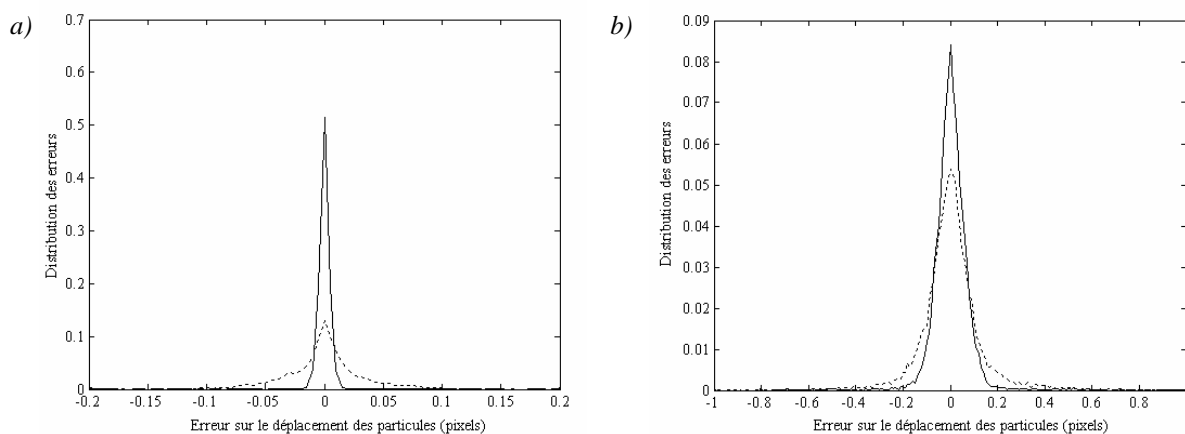 a)
0.7
0.6
0.5
0.4
0.3
0.2
0.1
0
Distribution des erreurs
-0.2 -0.15 -0.1 -0.05 0 0.05 0.1 0.15 0.2
Erreur sur le déplacement des particules (pixels)
b)
0.09
0.08
0.07
0.06
0.05
0.04
0.03
0.02
0.01
0
Distribution des erreurs
-1 -0.8 -0.6 -0.4 -0.2 0 0.2 0.4 0.6 0.8
Erreur sur le déplacement des particules (pixels)